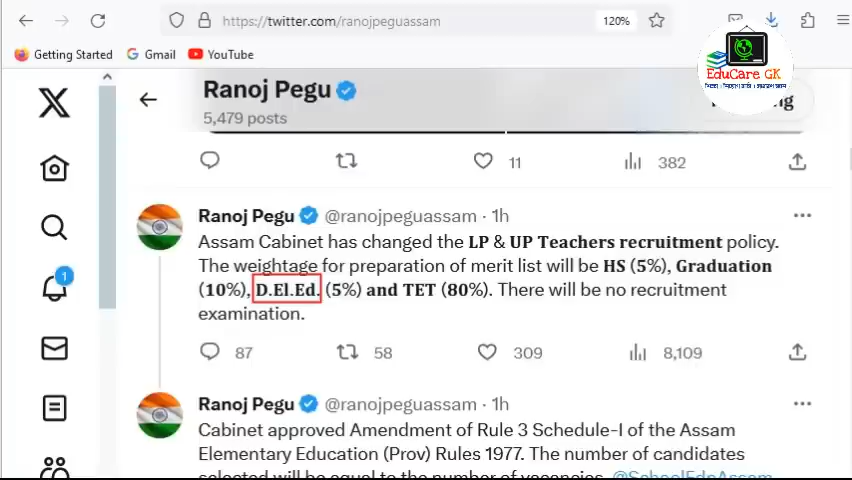 https://twitter.com/ranojpeguassam
120%
Getting Started
Gmail
YouTube
EduCare GK
Ranoj Pegu
5,479 posts
11
382
Ranoj Pegu @ranojpeguassam · 1h
Assam Cabinet has changed the LP & UP Teachers recruitment policy.
The weightage for preparation of merit list will be HS (5%), Graduation
(10%), D.El.Ed. (5%) and TET (80%). There will be no recruitment
examination.
87
58
309
8,109
1
Ranoj Pegu @ranojpeguassam · 1h
Cabinet approved Amendment of Rule 3 Schedule-I of the Assam
Elementary Education (Prov) Rules 1977. The number of candidates
selected will be equal to the number of vacancies. @SchoolEdnAssam